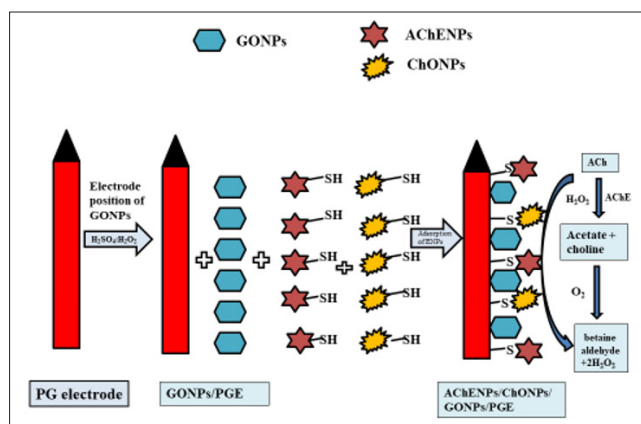 GONPs
AChENPs
ChONPs
Electrode
position of
GONPs
H₂SO₄/H₂O₂
SH
SH
SH
SH
SH
SH
SH
SH
SH
SH
Adsorption
of ENPs
S
S
S
S
S
ACh
H₂O₂
AChE
Acetate +
choline
O₂
betaine
aldehyde
+2H₂O₂
PG electrode
GONPs/PGE
AChENPs/ChONPs/
GONPs/PGE